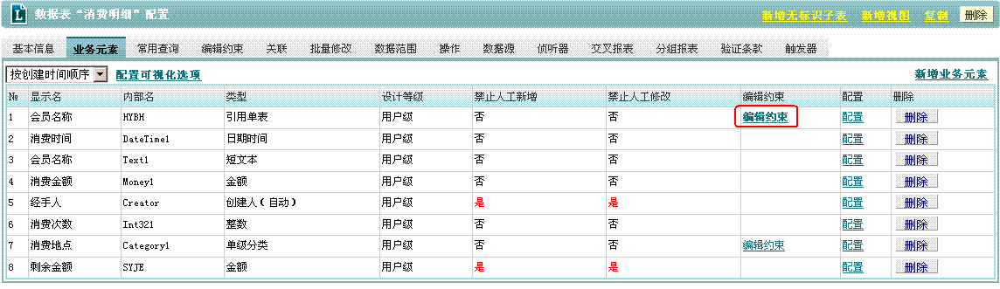 数据表“消费明细”配置 新增无标识子表 新增视图 复制 删除
基本信息 业务元素 常用查询 编辑约束 关联 批量修改 数据范围 操作 数据源 侦听器 交叉报表 分组报表 验证条款 触发器
按创建时间顺序 配置可视化选项 新增业务元素
№ 显示名 内部名 类型 设计等级 禁止人工新增 禁止人工修改 编辑约束 配置 删除
1 会员名称 HYBH 引用单表 用户级 否 否 编辑约束 配置 删除
2 消费时间 DateTime1 日期时间 用户级 否 否 配置 删除
3 会员名称 Text1 短文本 用户级 否 否 配置 删除
4 消费金额 Money1 金额 用户级 否 否 配置 删除
5 经手人 Creator 创建人(自动) 用户级 是 是 配置 删除
6 消费次数 Int321 整数 用户级 否 否 配置 删除
7 消费地点 Category1 单级分类 用户级 否 否 编辑约束 配置 删除
8 剩余金额 SYJE 金额 用户级 是 是 配置 删除